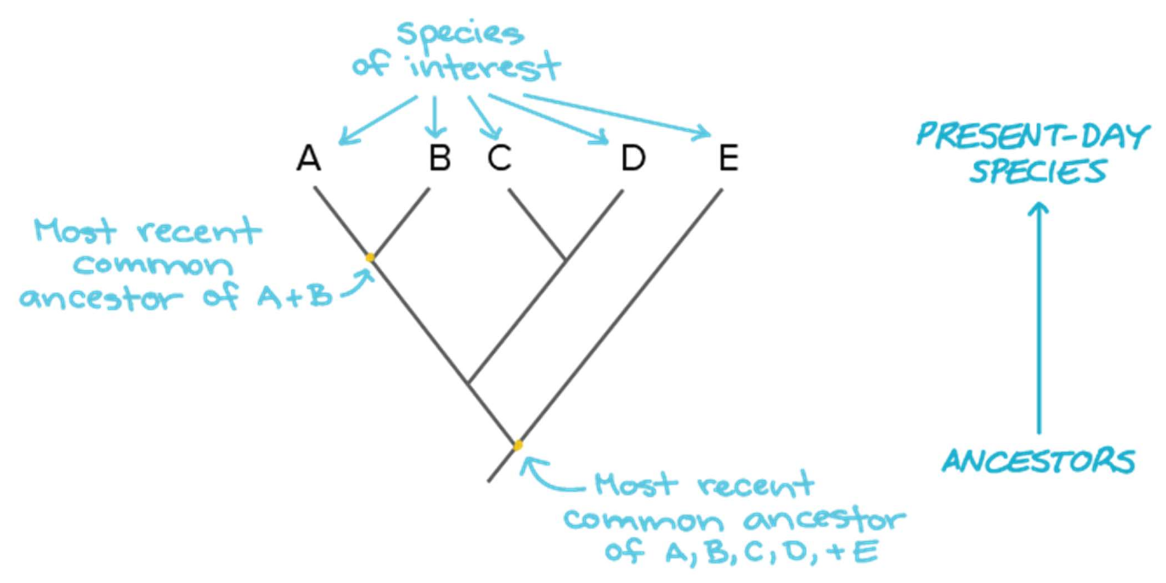 Species
of interest
A
B
C
D
E
PRESENT-DAY
SPECIES
Most recent
common
ancestor of A+B
ANCESTORS
Most recent
common ancestor
of A, B, C, D, + E